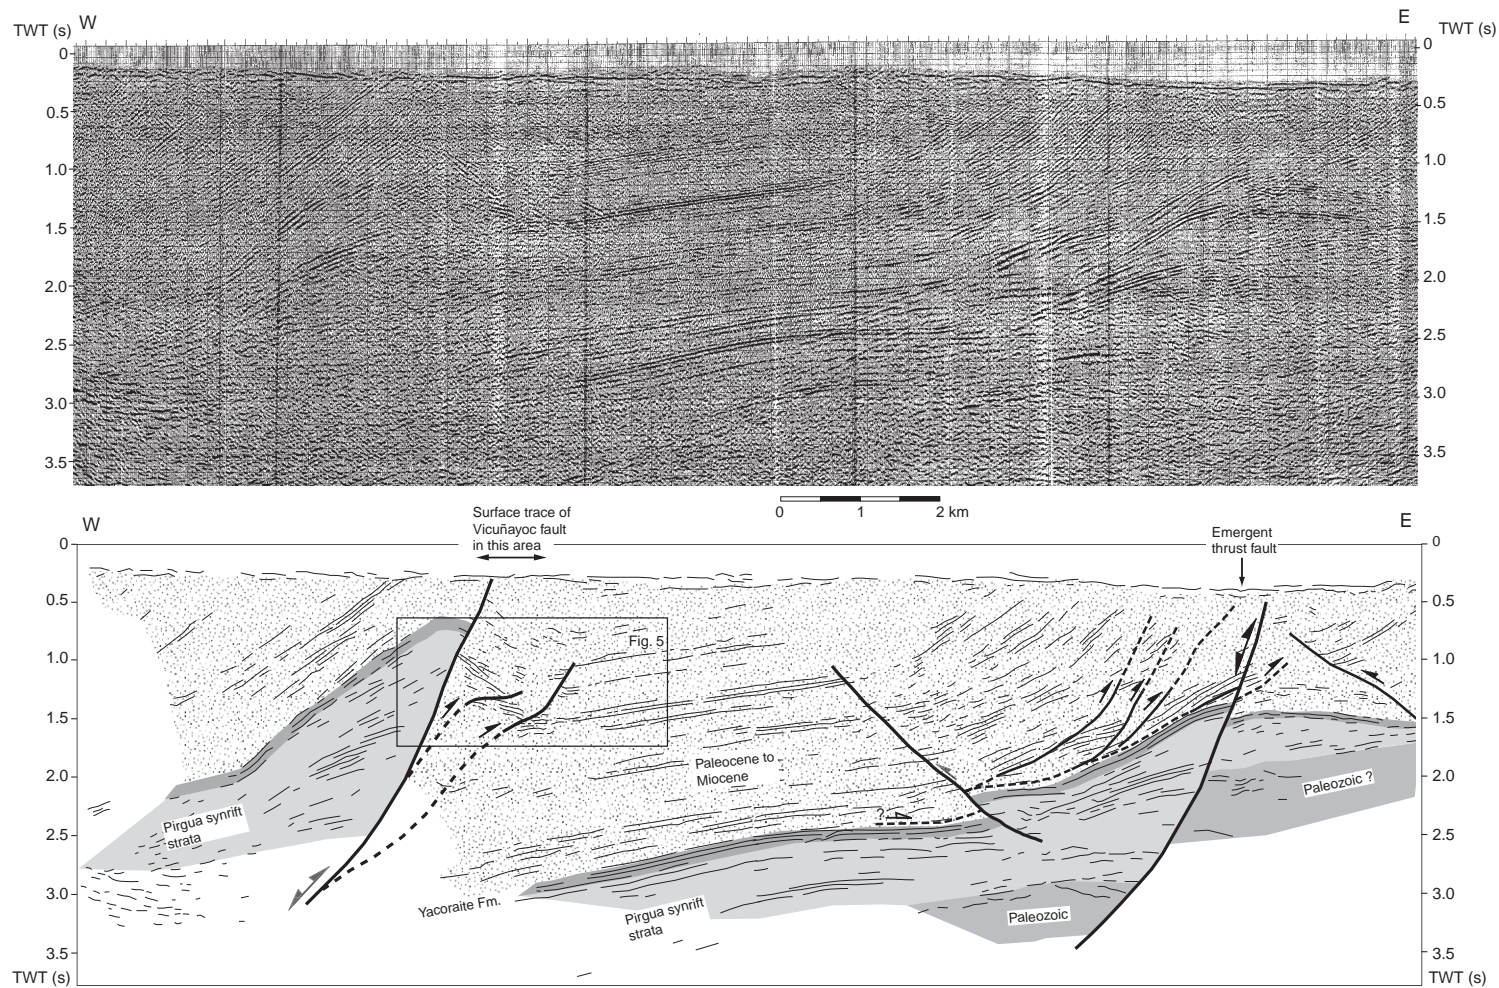 W E
TWT (s) TWT (s)
0 0
0.5 0.5
1.0 1.0
1.5 1.5
2.0 2.0
2.5 2.5
3.0 3.0
3.5 3.5
0 1 2 km
Surface trace of
Vicuñayoc fault
in this area
W E
Emergent
thrust fault
0 0
0.5 0.5
Fig. 5
1.0 1.0
1.5 1.5
Paleocene to
Miocene
2.0 2.0
Paleozoic ?
Pirgua synrift
strata
?
2.5 2.5
3.0 3.0
Yacoraite Fm.
Pirgua synrift
strata
Paleozoic
3.5 3.5
TWT (s) TWT (s)